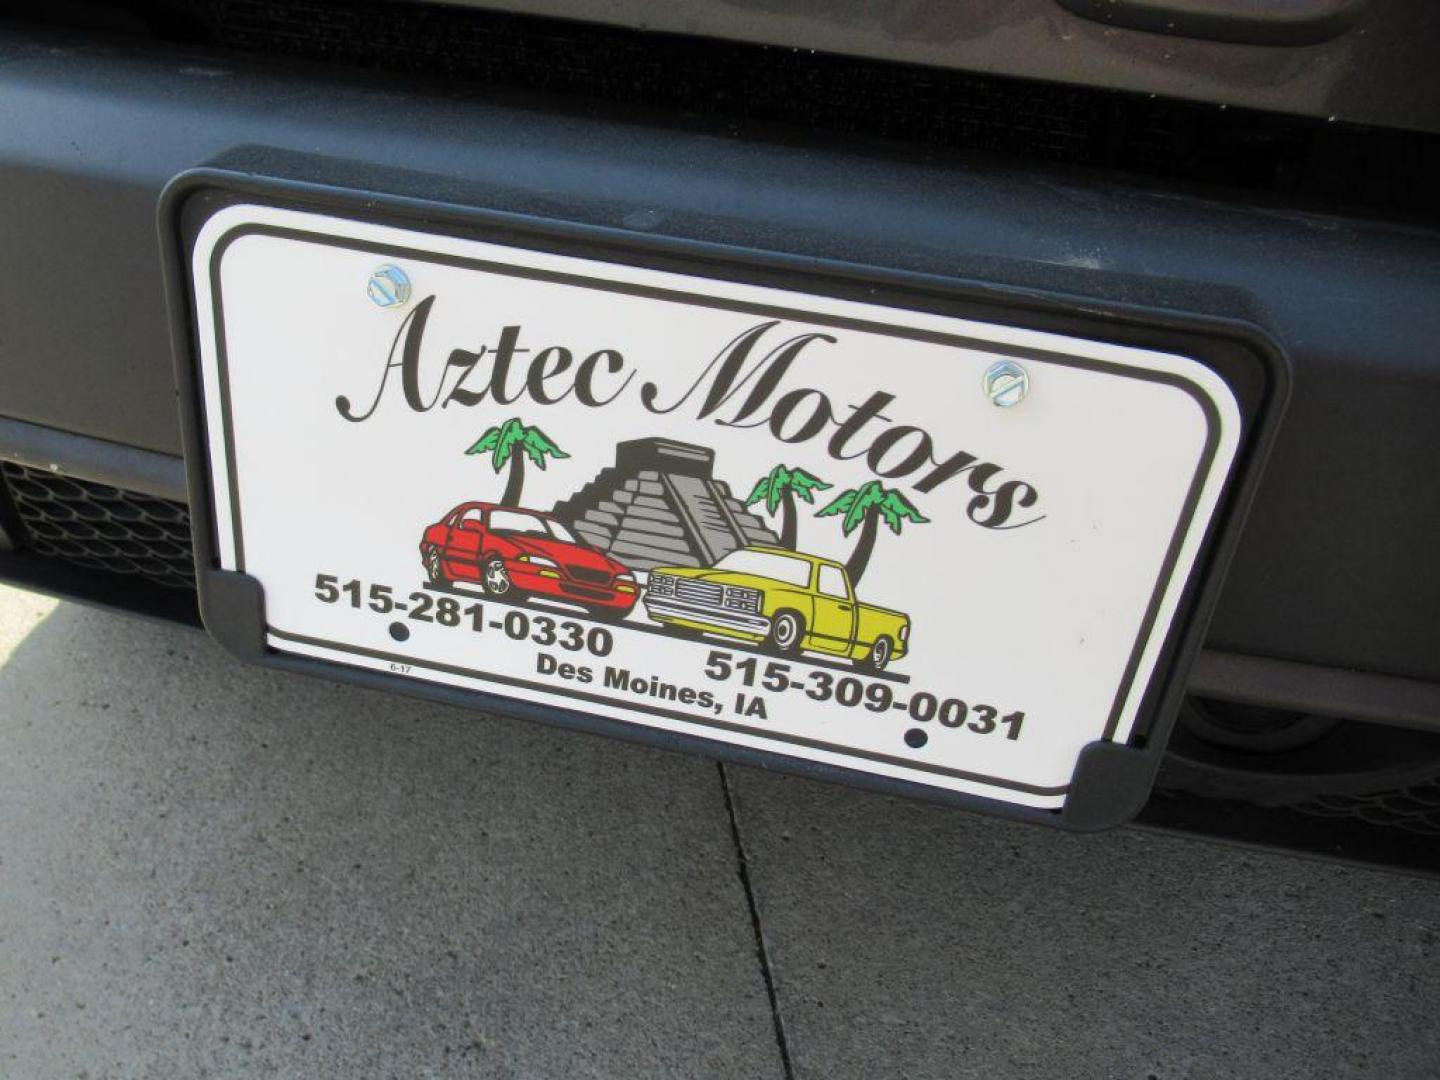 Aztec Motors
515-281-0330
515-309-0031
Des Moines, IA
6-17